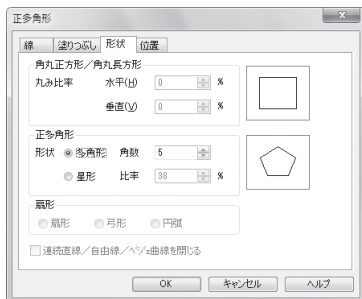 正多角形
線 塗りつぶし 形状 位置
角丸正方形／角丸長方形
丸み比率 水平(H) 0 %
垂直(V) 0 %
正多角形
形状 多角形 角数 5
星形 比率 38 %
扇形
扇形 弓形 円弧
連続直線／自由線／ベジェ曲線を閉じる
OK キャンセル ヘルプ